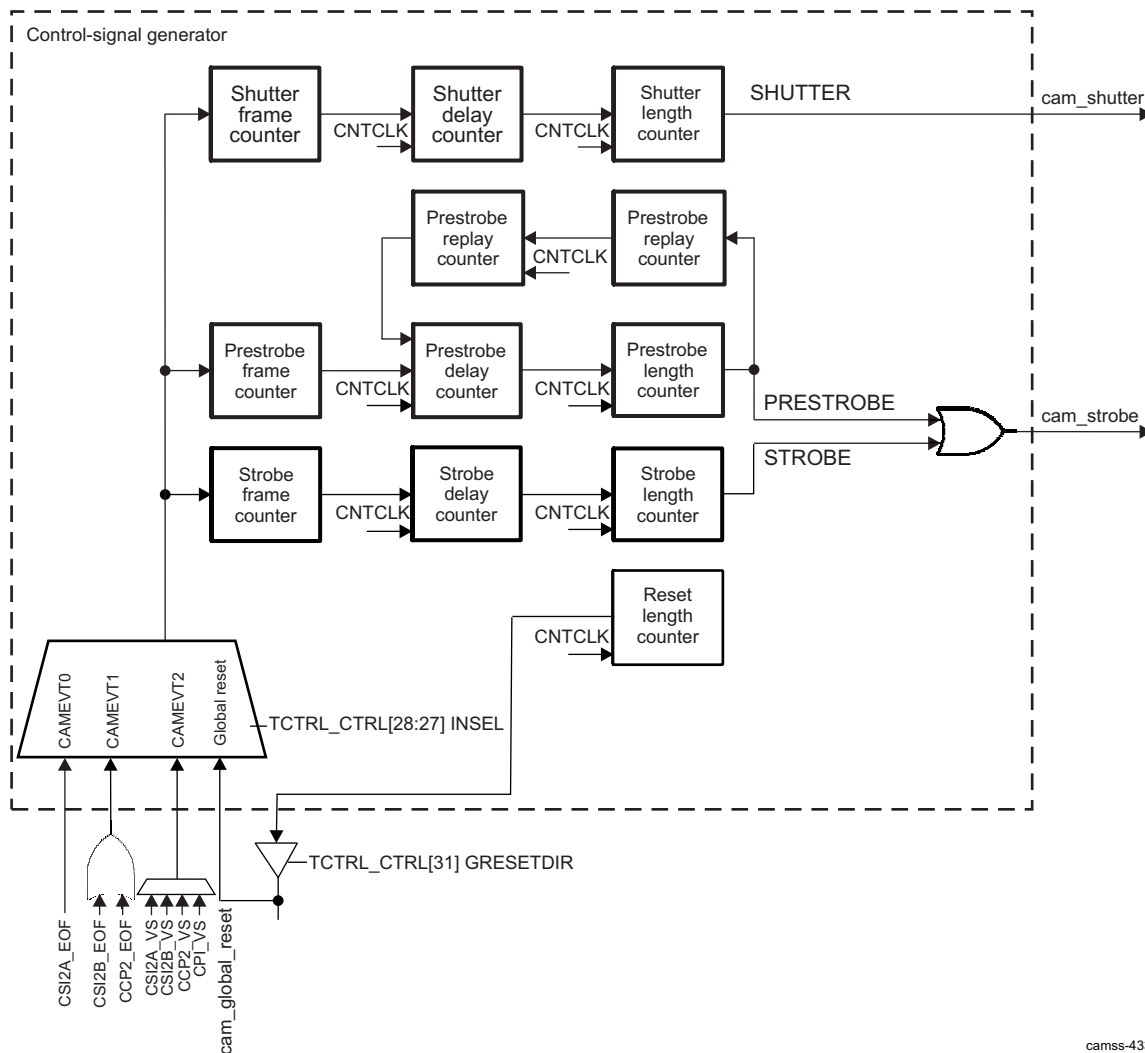 Control-signal generator
Shutter
frame
counter
CNTCLK
Shutter
delay
counter
CNTCLK
Shutter
length
counter
SHUTTER
cam_shutter
Prestrobe
replay
counter
CNTCLK
Prestrobe
replay
counter
Prestrobe
frame
counter
CNTCLK
Prestrobe
delay
counter
CNTCLK
Prestrobe
length
counter
PRESTROBE
cam_strobe
STROBE
Strobe
frame
counter
CNTCLK
Strobe
delay
counter
CNTCLK
Strobe
length
counter
Reset
length
counter
CNTCLK
CAMEVT0
CAMEVT1
CAMEVT2
Global reset
TCTRL_CTRL[28:27] INSEL
TCTRL_CTRL[31] GRESETDIR
CSI2A_EOF
CSI2B_EOF
CCP2_EOF
CSI2A_VS
CSI2B_VS
CCP2_VS
CPI_VS
cam_global_reset
camss-43